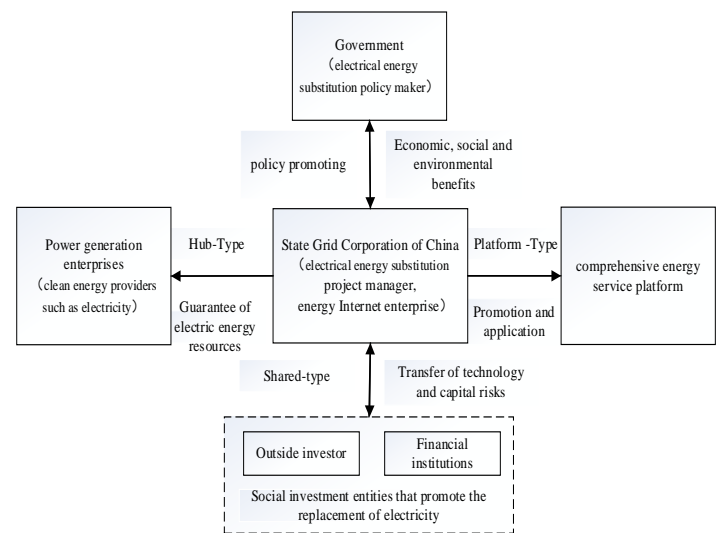 Government
（electrical energy
substitution policy maker）
policy promoting
Economic, social and
environmental
benefits
Power generation
enterprises
（clean energy providers
such as electricity）
Hub-Type
Guarantee of
electric energy
resources
State Grid Corporation of China
（electrical energy substitution
project manager,
energy Internet enterprise）
Platform -Type
Promotion and
application
comprehensive energy
service platform
Shared-type
Transfer of technology
and capital risks
Outside investor
Financial
institutions
Social investment entities that promote the
replacement of electricity